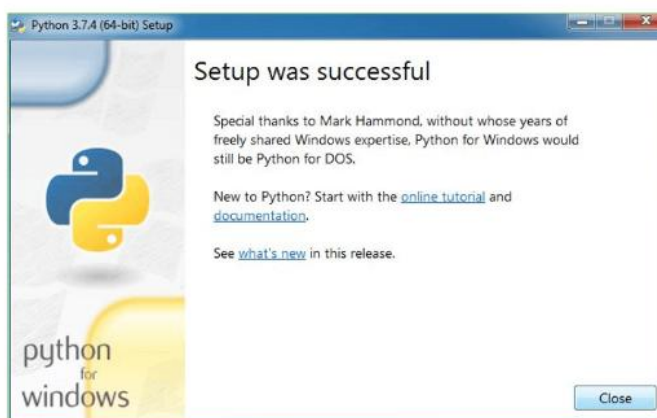 Python 3.7.4 (64-bit) Setup
Setup was successful
Special thanks to Mark Hammond, without whose years of
freely shared Windows expertise, Python for Windows would
still be Python for DOS.
New to Python? Start with the online tutorial and
documentation.
See what's new in this release.
python
for
windows
Close